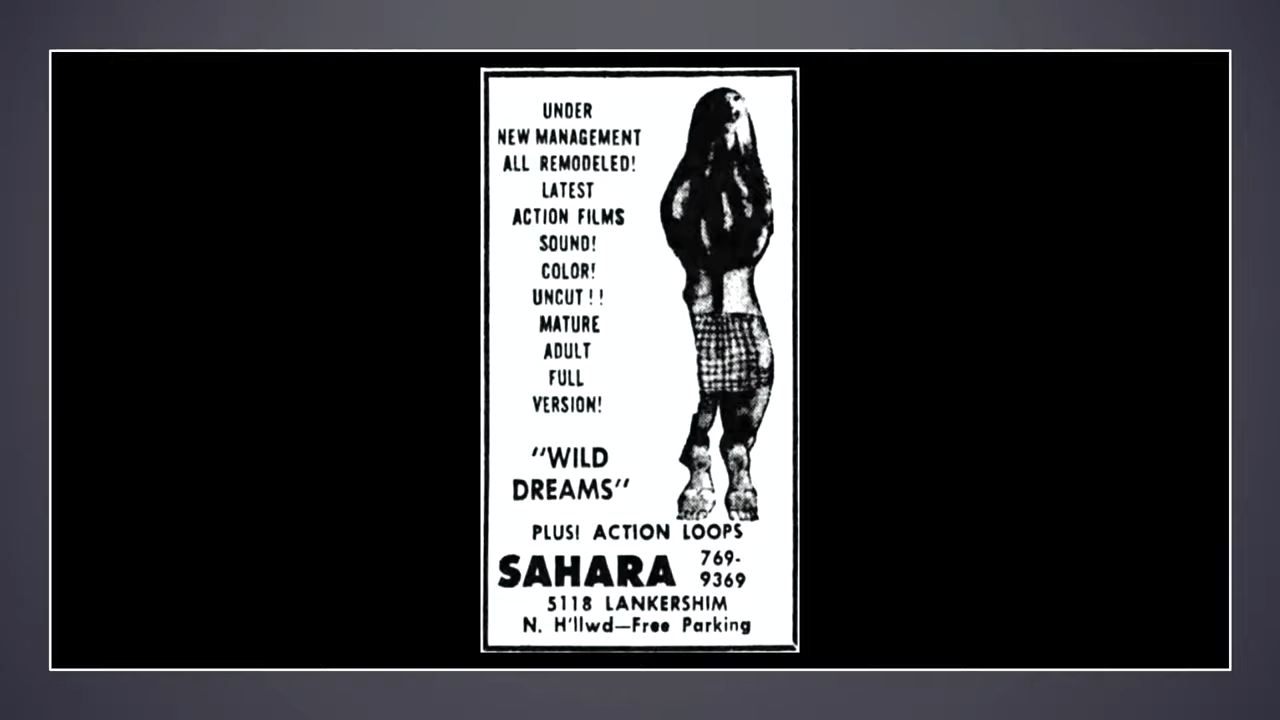 UNDER
NEW MANAGEMENT
ALL REMODELED!
LATEST
ACTION FILMS
SOUND!
COLOR!
UNCUT!!
MATURE
ADULT
FULL
VERSION!
"WILD
DREAMS"
PLUS! ACTION LOOPS
SAHARA 769-
9369
5118 LANKERSHIM
N. H'llwd—Free Parking